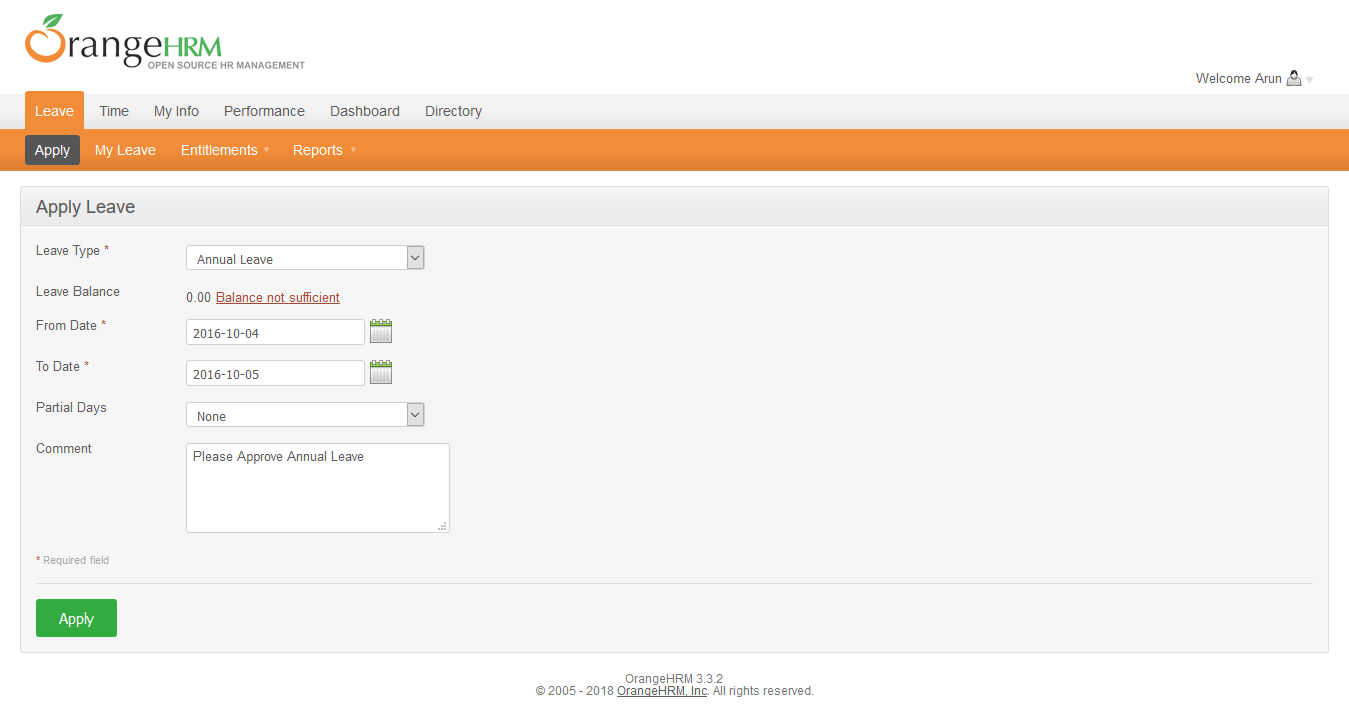 OrangeHRM
OPEN SOURCE HR MANAGEMENT
Welcome Arun
Leave Time My Info Performance Dashboard Directory
Apply My Leave Entitlements Reports
Apply Leave
Leave Type * Annual Leave
Leave Balance 0.00 Balance not sufficient
From Date * 2016-10-04
To Date * 2016-10-05
Partial Days None
Comment Please Approve Annual Leave
* Required field
Apply
OrangeHRM 3.3.2
© 2005 - 2018 OrangeHRM, Inc. All rights reserved.